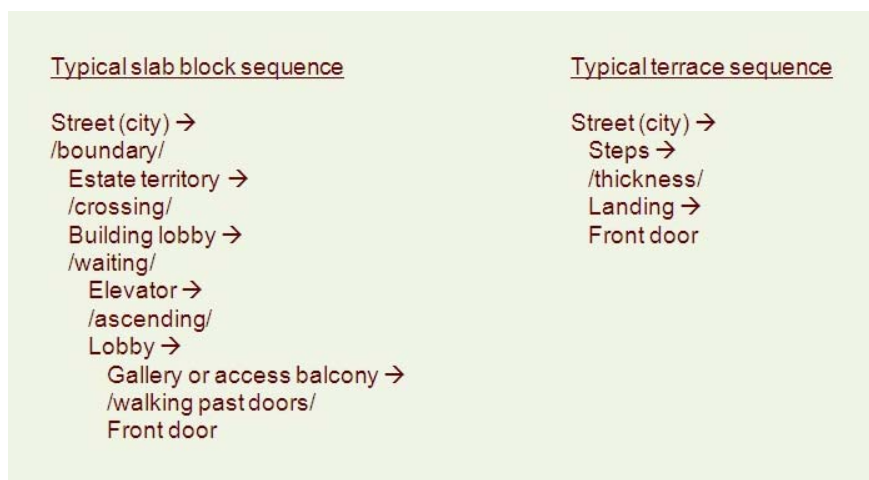 Typical slab block sequence
Street (city) →
/boundary/
Estate territory →
/crossing/
Building lobby →
/waiting/
Elevator →
/ascending/
Lobby →
Gallery or access balcony →
/walking past doors/
Front door
Typical terrace sequence
Street (city) →
Steps →
/thickness/
Landing →
Front door